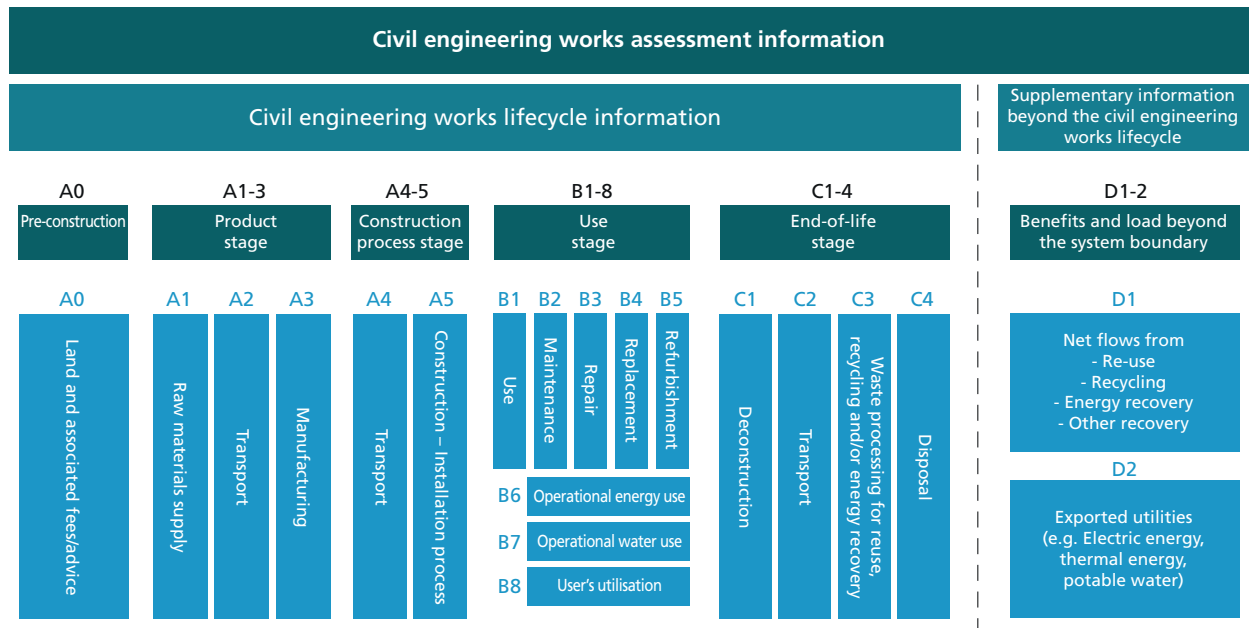 Civil engineering works assessment information
Civil engineering works lifecycle information
Supplementary information
beyond the civil engineering
works lifecycle
A0
Pre-construction
A1-3
Product
stage
A4-5
Construction
process stage
B1-8
Use
stage
C1-4
End-of-life
stage
D1-2
Benefits and load beyond
the system boundary
A0
Land and associated fees/advice
A1
Raw materials supply
A2
Transport
A3
Manufacturing
A4
Transport
A5
Construction – Installation process
B1
Use
B2
Maintenance
B3
Repair
B4
Replacement
B5
Refurbishment
B6
Operational energy use
B7
Operational water use
B8
User's utilisation
C1
Deconstruction
C2
Transport
C3
Waste processing for reuse,
recycling and/or energy recovery
C4
Disposal
D1
Net flows from
- Re-use
- Recycling
- Energy recovery
- Other recovery
D2
Exported utilities
(e.g. Electric energy,
thermal energy,
potable water)